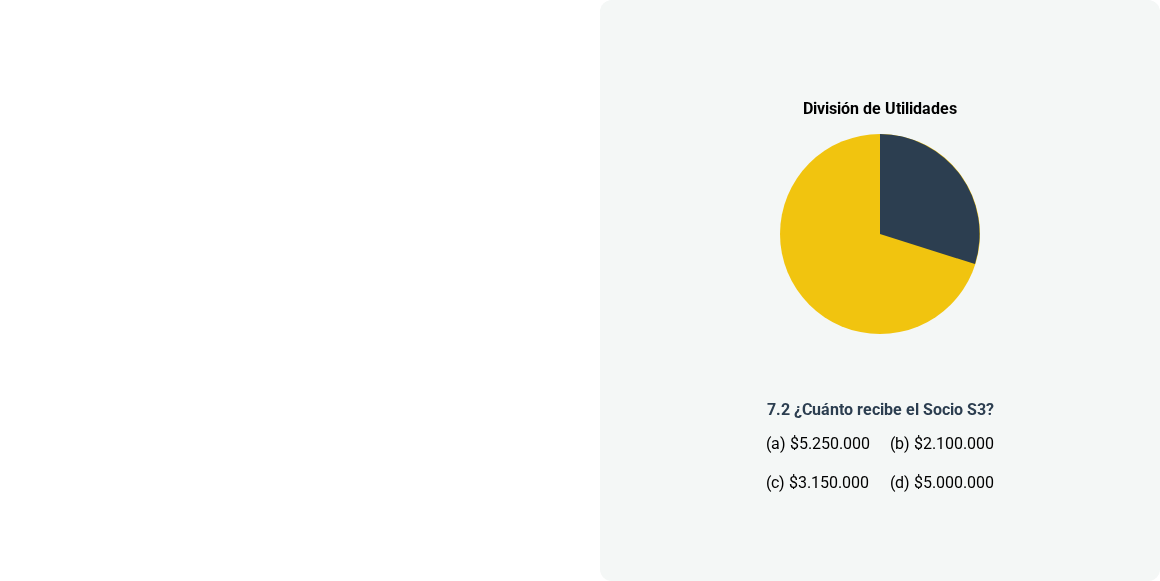 División de Utilidades
7.2 ¿Cuánto recibe el Socio S3?
(a) $5.250.000 (b) $2.100.000
(c) $3.150.000 (d) $5.000.000